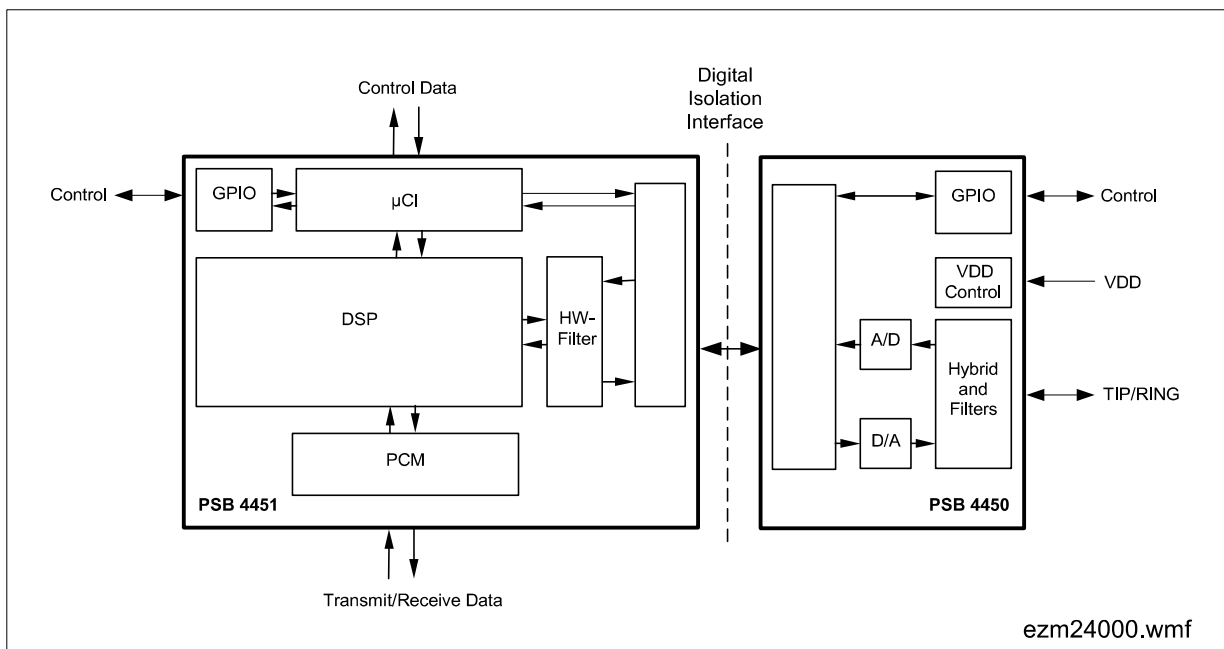 Control Data
Digital
Isolation
Interface
Control
GPIO
µCI
DSP
HW-
Filter
PCM
PSB 4451
Transmit/Receive Data
GPIO
Control
VDD
Control
VDD
A/D
Hybrid
and
Filters
TIP/RING
D/A
PSB 4450
ezm24000.wmf